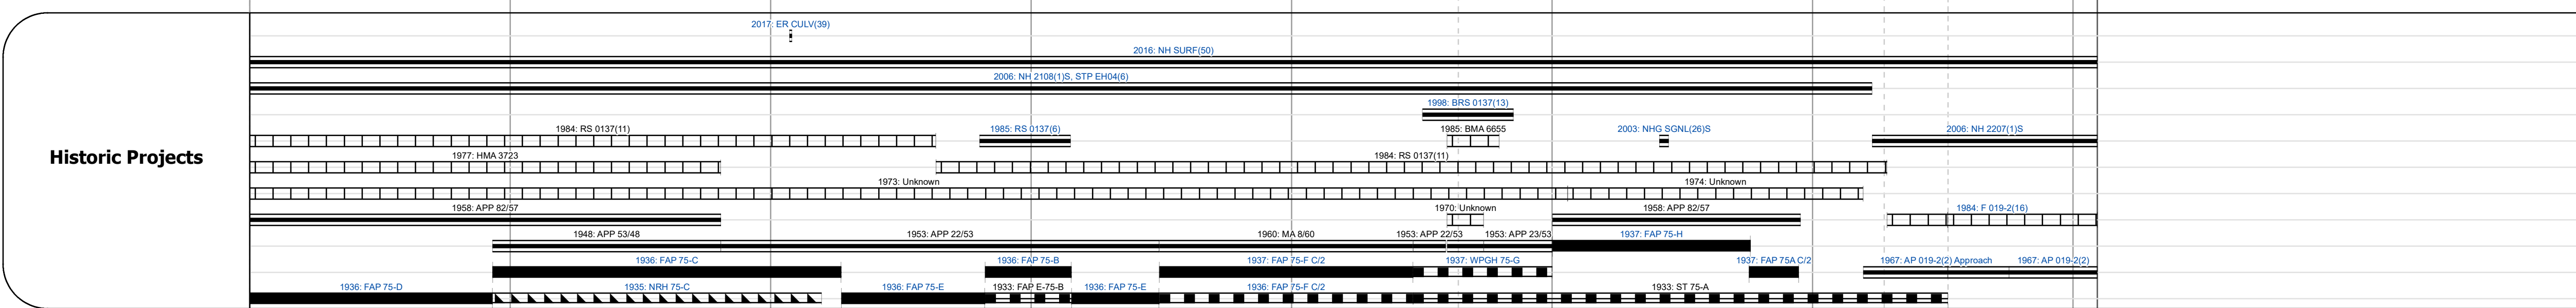 Historic Projects
2017: ER CULV(39)
2016: NH SURF(50)
2006: NH 2108(1)S, STP EH04(6)
1998: BRS 0137(13)
1984: RS 0137(11)
1985: RS 0137(6)
1985: BMA 6655
2003: NHG SGNL(26)S
2006: NH 2207(1)S
1977: HMA 3723
1984: RS 0137(11)
1973: Unknown
1974: Unknown
1958: APP 82/57
1970: Unknown
1958: APP 82/57
1984: F 019-2(16)
1948: APP 53/48
1953: APP 22/53
1960: MA 8/60
1953: APP 22/53
1953: APP 23/53
1937: FAP 75-H
1936: FAP 75-C
1936: FAP 75-B
1937: FAP 75-F C/2
1937: WPGH 75-G
1937: FAP 75A C/2
1967: AP 019-2(2) Approach
1967: AP 019-2(2)
1936: FAP 75-D
1935: NRH 75-C
1936: FAP 75-E
1933: FAP E-75-B
1936: FAP 75-E
1936: FAP 75-F C/2
1933: ST 75-A